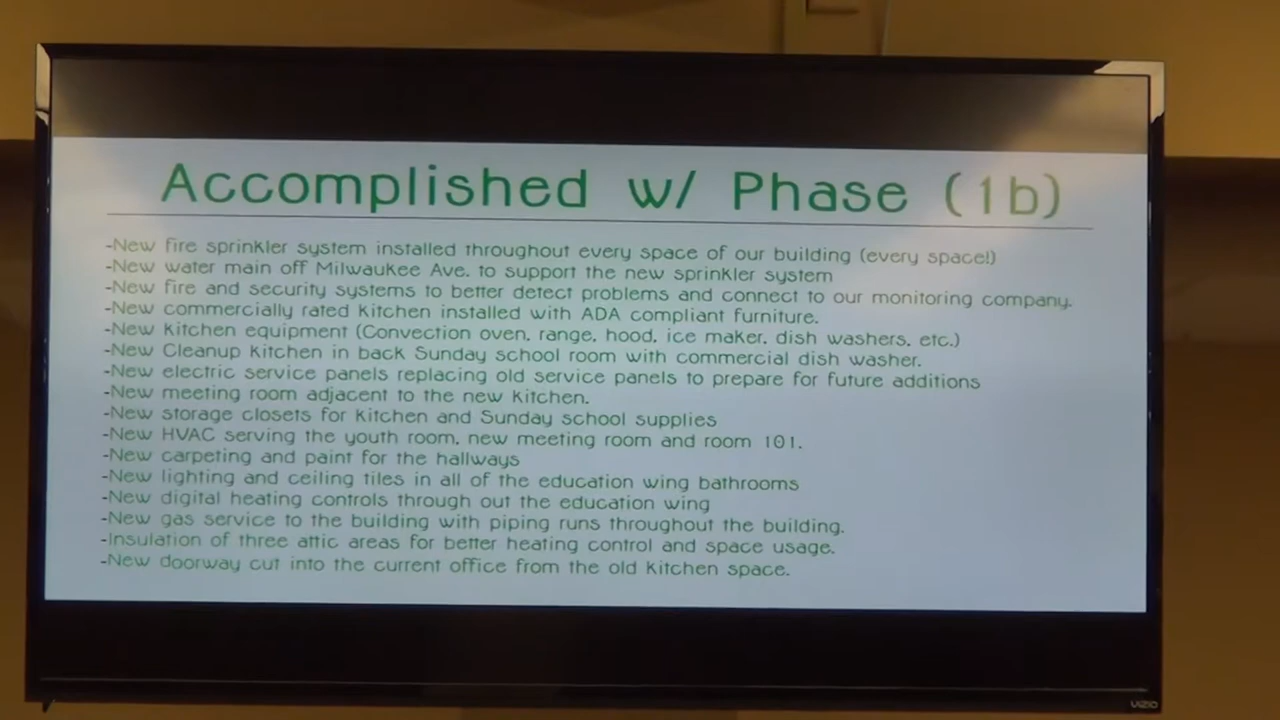 Accomplished w/ Phase (1b)
-New fire sprinkler system installed throughout every space of our building (every space!)
-New water main off Milwaukee Ave. to support the new sprinkler system
-New fire and security systems to better detect problems and connect to our monitoring company.
-New commercially rated kitchen installed with ADA compliant furniture.
-New kitchen equipment (Convection oven, range, hood, ice maker, dish washers, etc.)
-New Cleanup kitchen in back Sunday school room with commercial dish washer.
-New electric service panels replacing old service panels to prepare for future additions
-New meeting room adjacent to the new kitchen.
-New storage closets for kitchen and Sunday school supplies
-New HVAC serving the youth room, new meeting room and room 101.
-New carpeting and paint for the hallways
-New lighting and ceiling tiles in all of the education wing bathrooms
-New digital heating controls through out the education wing
-New gas service to the building with piping runs throughout the building.
-Insulation of three attic areas for better heating control and space usage.
-New doorway cut into the current office from the old kitchen space.
VIZIO